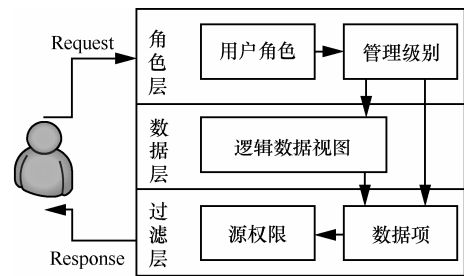 Request
角色层
用户角色
管理级别
数据层
逻辑数据视图
过滤层
源权限
数据项
Response